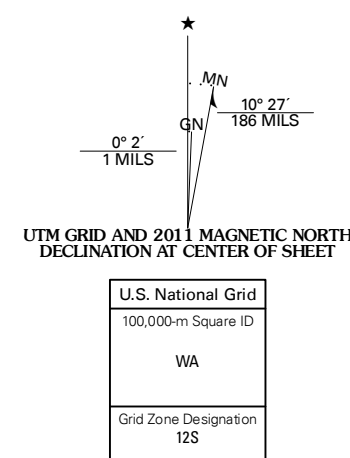 ★
MN
GN
10° 27´
186 MILS
0° 2´
1 MILS
UTM GRID AND 2011 MAGNETIC NORTH
DECLINATION AT CENTER OF SHEET
U.S. National Grid
100,000-m Square ID
WA
Grid Zone Designation
12S